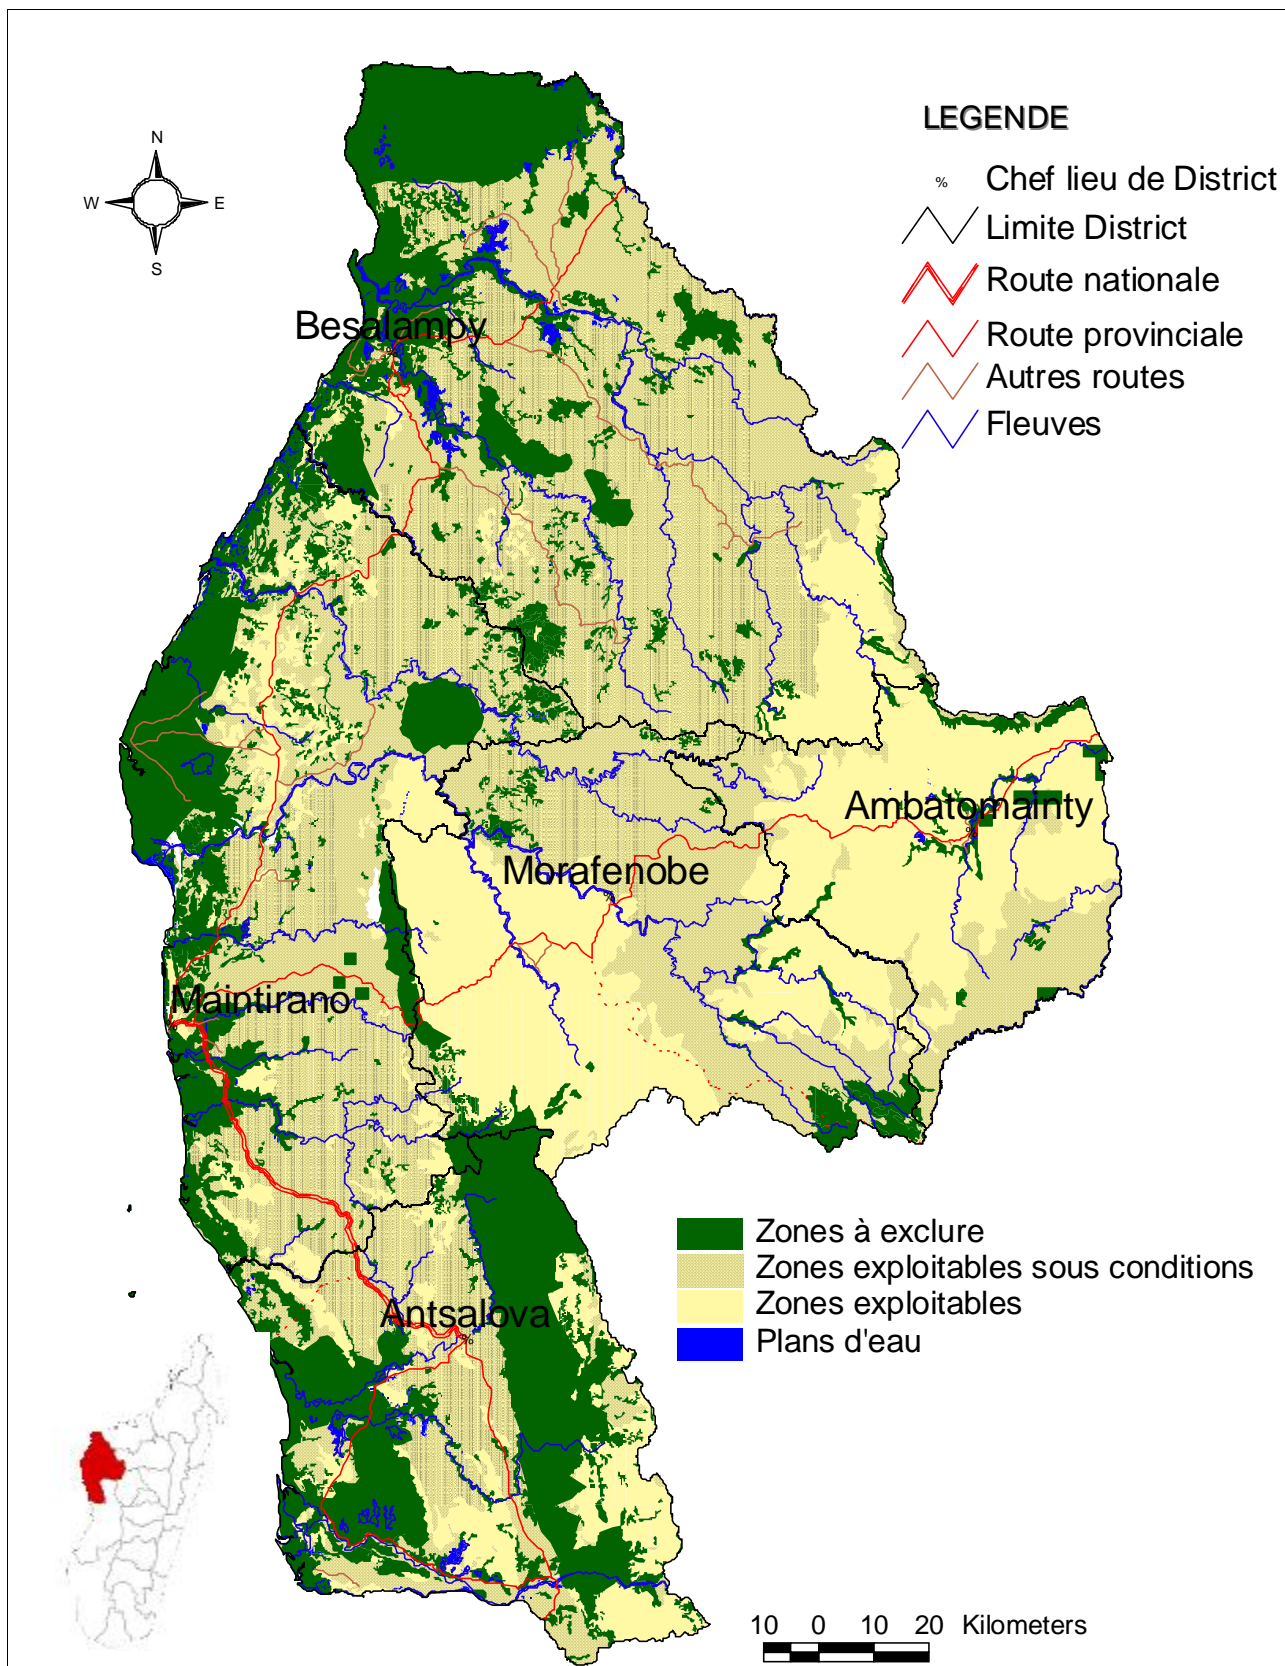 LEGENDE
N
W E
S
% Chef lieu de District
Limite District
Route nationale
Route provinciale
Autres routes
Fleuves
Besalampy
Ambatomainty
Morafenobe
Maintirano
Antsalova
Zones à exclure
Zones exploitables sous conditions
Zones exploitables
Plans d'eau
10 0 10 20 Kilometers